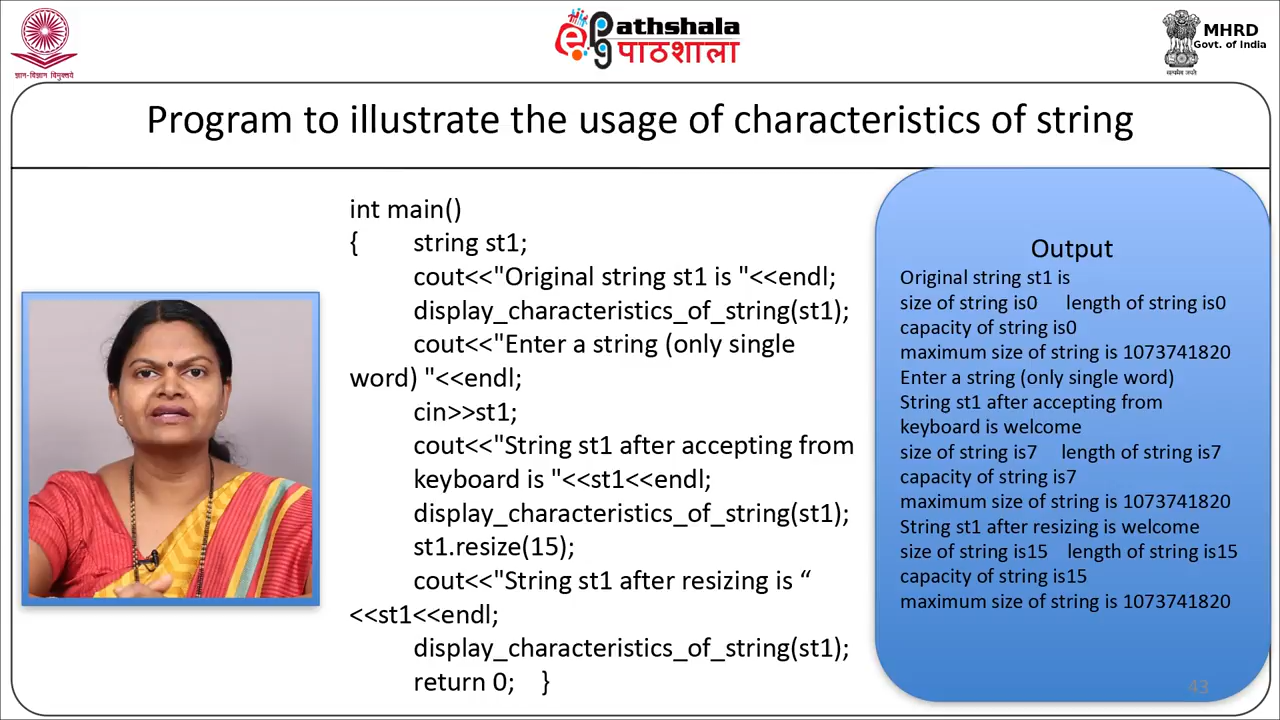 ज्ञान-विज्ञान विमुक्तये
ePathshala
पाठशाला
MHRD
Govt. of India
सत्यमेव जयते
Program to illustrate the usage of characteristics of string
int main()
{ string st1;
cout<<"Original string st1 is "<<endl;
display_characteristics_of_string(st1);
cout<<"Enter a string (only single
word) "<<endl;
cin>>st1;
cout<<"String st1 after accepting from
keyboard is "<<st1<<endl;
display_characteristics_of_string(st1);
st1.resize(15);
cout<<"String st1 after resizing is “
<<st1<<endl;
display_characteristics_of_string(st1);
return 0; }
Output
Original string st1 is
size of string is0 length of string is0
capacity of string is0
maximum size of string is 1073741820
Enter a string (only single word)
String st1 after accepting from
keyboard is welcome
size of string is7 length of string is7
capacity of string is7
maximum size of string is 1073741820
String st1 after resizing is welcome
size of string is15 length of string is15
capacity of string is15
maximum size of string is 1073741820
43